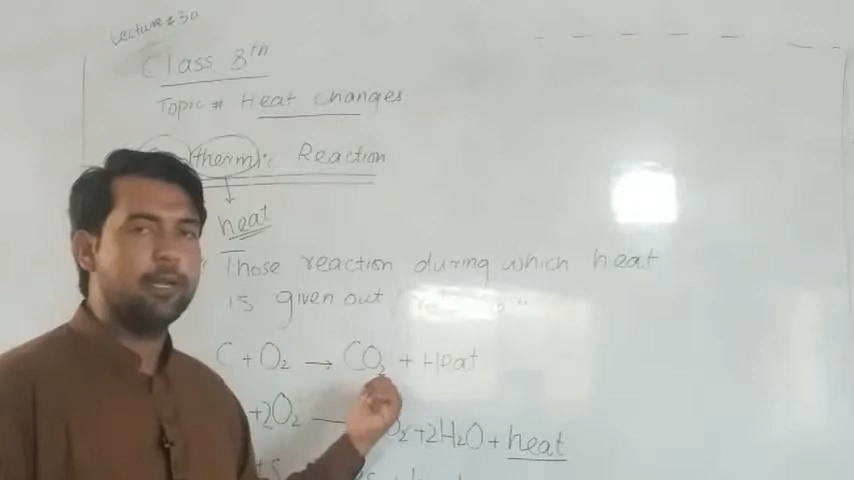 Lecture # 30
Class 8th
Topic # Heat Changes
thermic Reaction
heat
Those reaction during which heat
is given out
C + O₂ → CO₂ + Heat
+2O₂ — O₂ + 2H₂O + heat